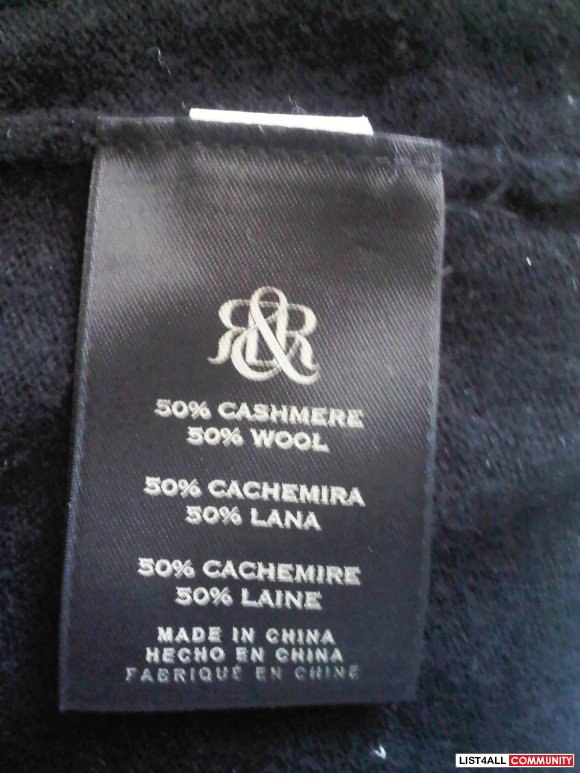 R&R
50% CASHMERE
50% WOOL
50% CACHEMIRA
50% LANA
50% CACHEMIRE
50% LAINE
MADE IN CHINA
HECHO EN CHINA
FABRIQUÉ EN CHINE
LIST4ALL COMMUNITY